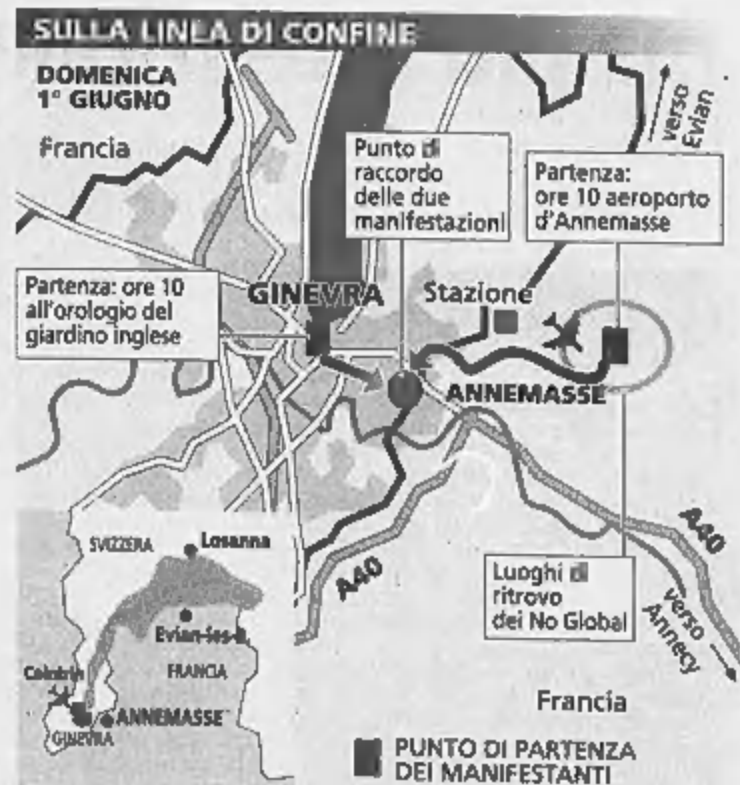 SULLA LINEA DI CONFINE
DOMENICA
1° GIUGNO
Francia
verso
Evian
Punto di
raccordo
delle due
manifestazioni
Partenza:
ore 10 aeroporto
d'Annemasse
Partenza: ore 10
all'orologio del
giardino inglese
GINEVRA
Stazione
ANNEMASSE
A40
A40
Luoghi di
ritrovo
dei No Global
verso
Annecy
Francia
SVIZZERA
Losanna
Evian-les-B
FRANCIA
Cointrin
ANNEMASSE
GINEVRA
PUNTO DI PARTENZA
DEI MANIFESTANTI